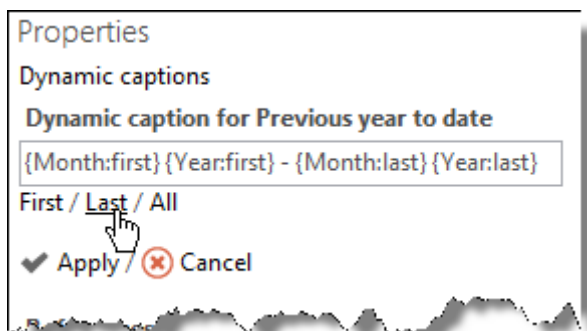 Properties
Dynamic captions
Dynamic caption for Previous year to date
{Month:first} {Year:first} - {Month:last} {Year:last}
First / Last / All
Apply / Cancel